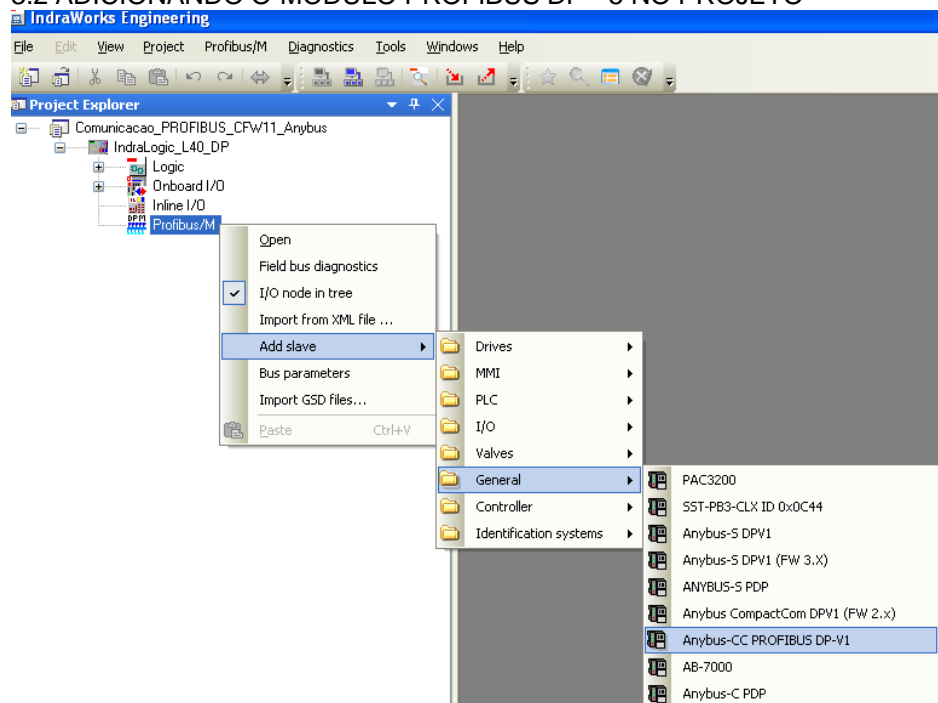 IndraWorks Engineering
File Edit View Project Profibus/M Diagnostics Tools Windows Help
Project Explorer
Comunicacao_PROFIBUS_CFW11_Anybus
IndraLogic_L40_DP
Logic
Onboard I/O
Inline I/O
Profibus/M
Open
Field bus diagnostics
I/O node in tree
Import from XML file ...
Add slave
Bus parameters
Import GSD files...
Paste Ctrl+V
Drives
MMI
PLC
I/O
Valves
General
Controller
Identification systems
PAC3200
SST-PB3-CLX ID 0x0C44
Anybus-S DPV1
Anybus-S DPV1 (FW 3.X)
ANYBUS-S PDP
Anybus CompactCom DPV1 (FW 2.x)
Anybus-CC PROFIBUS DP-V1
AB-7000
Anybus-C PDP